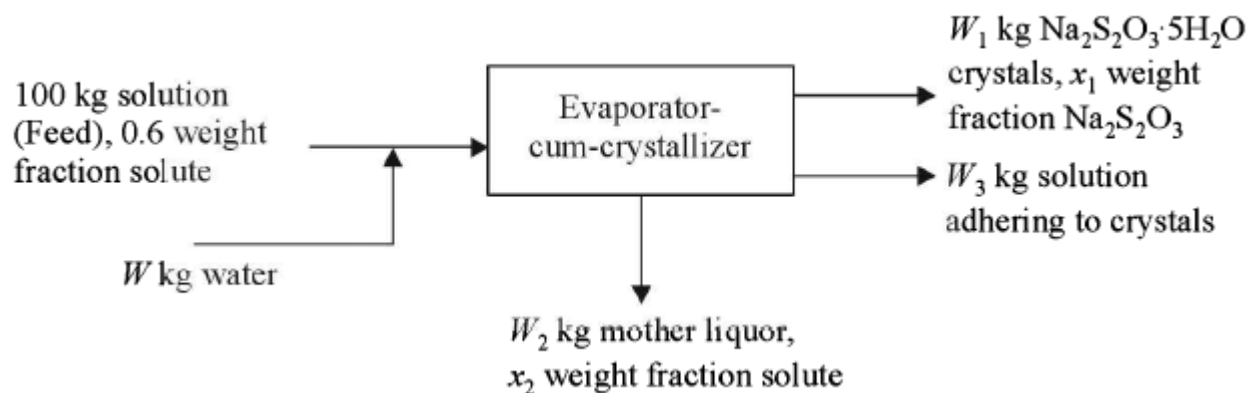 100 kg solution
(Feed), 0.6 weight
fraction solute
W kg water
Evaporator-
cum-crystallizer
W₁ kg Na₂S₂O₃·5H₂O
crystals, x₁ weight
fraction Na₂S₂O₃
W₃ kg solution
adhering to crystals
W₂ kg mother liquor,
x₂ weight fraction solute